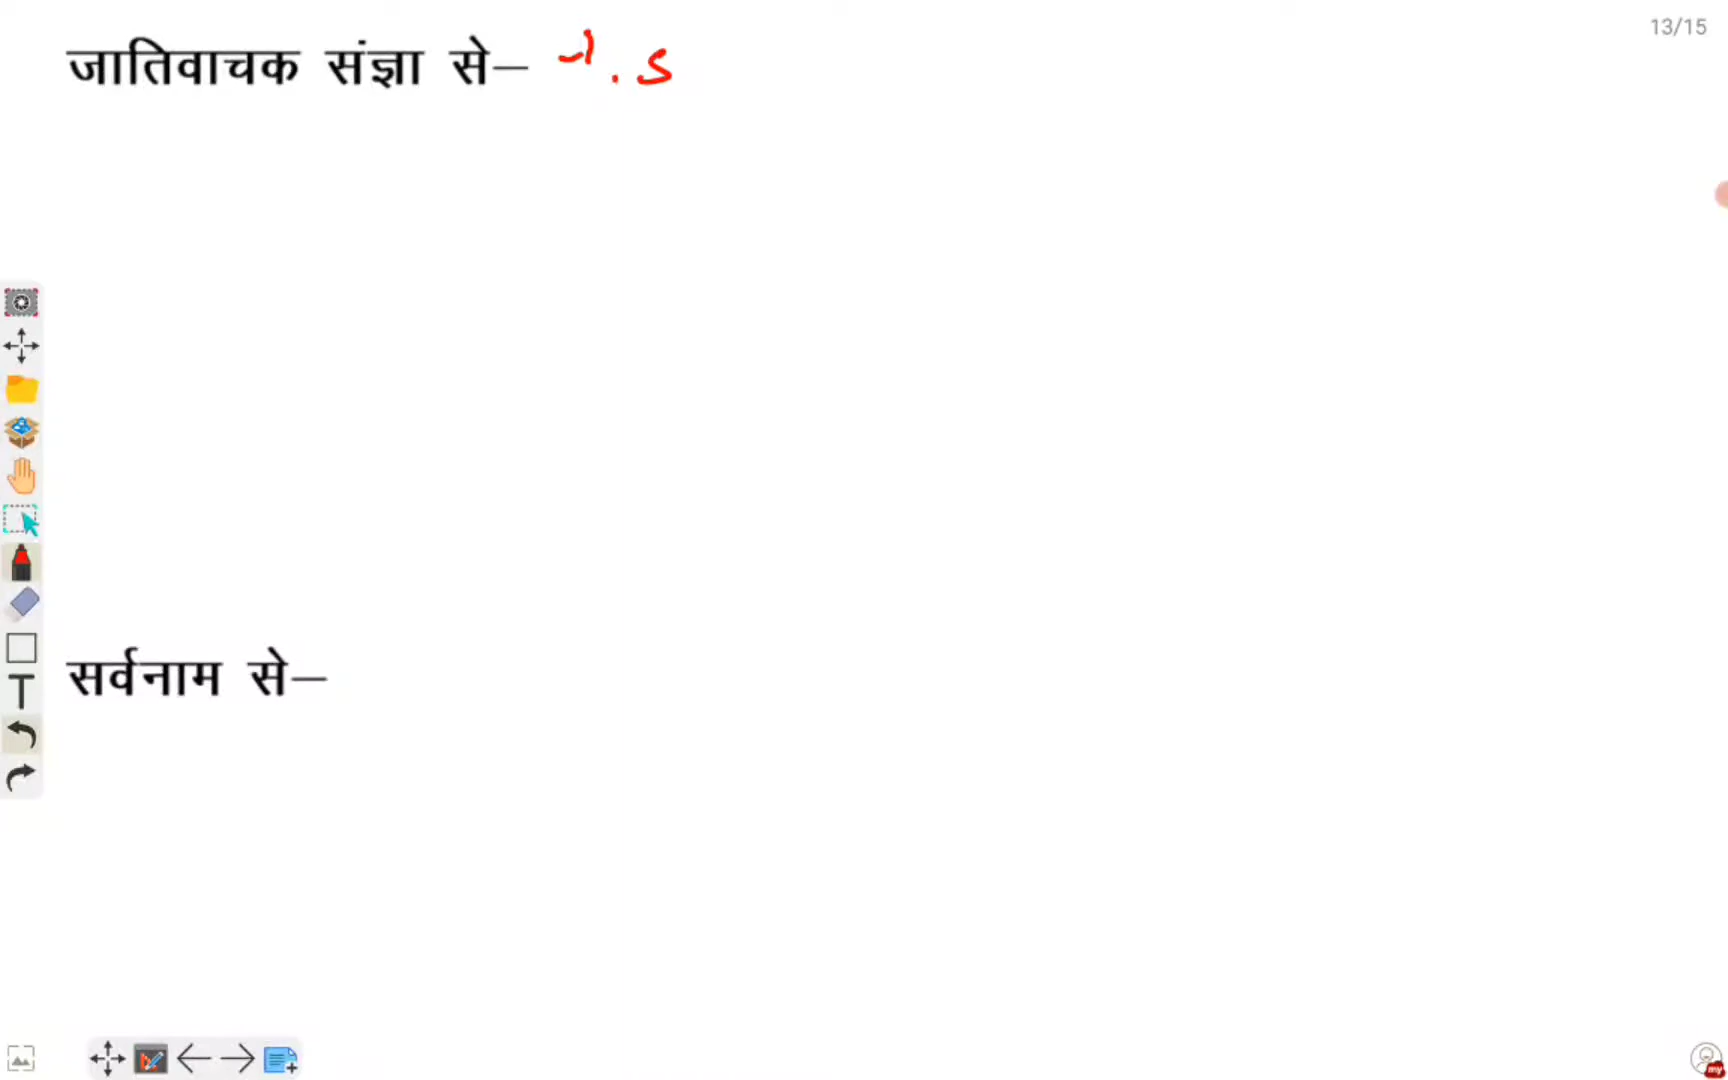 13/15
जातिवाचक संज्ञा से–
सर्वनाम से–